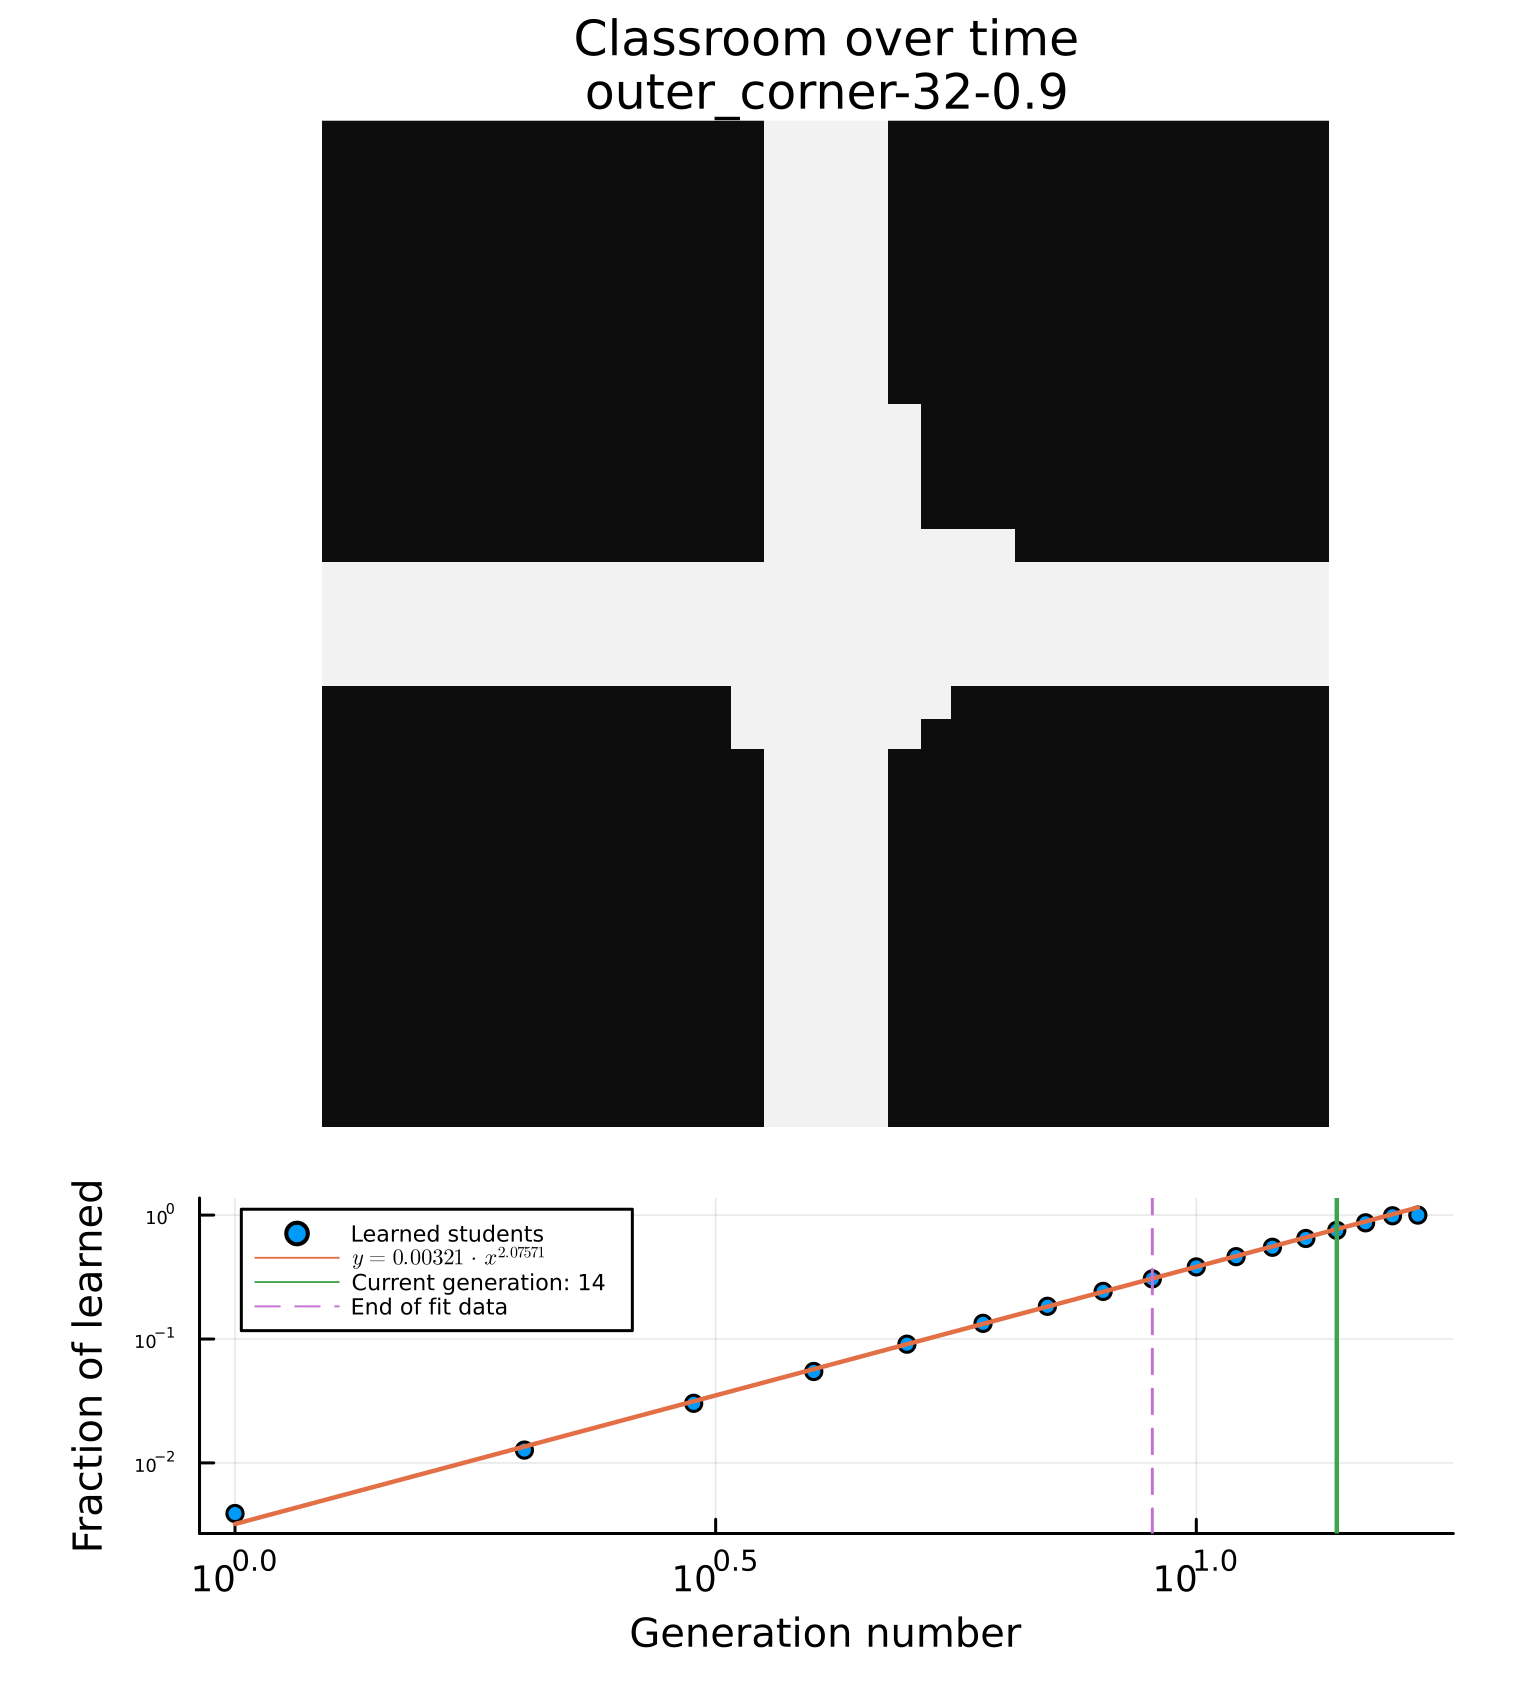 Classroom over time
outer_corner-32-0.9
Fraction of learned
10^0
10^−1
10^−2
Learned students
y = 0.00321 · x^2.07571
Current generation: 14
End of fit data
10^0.0 10^0.5 10^1.0
Generation number